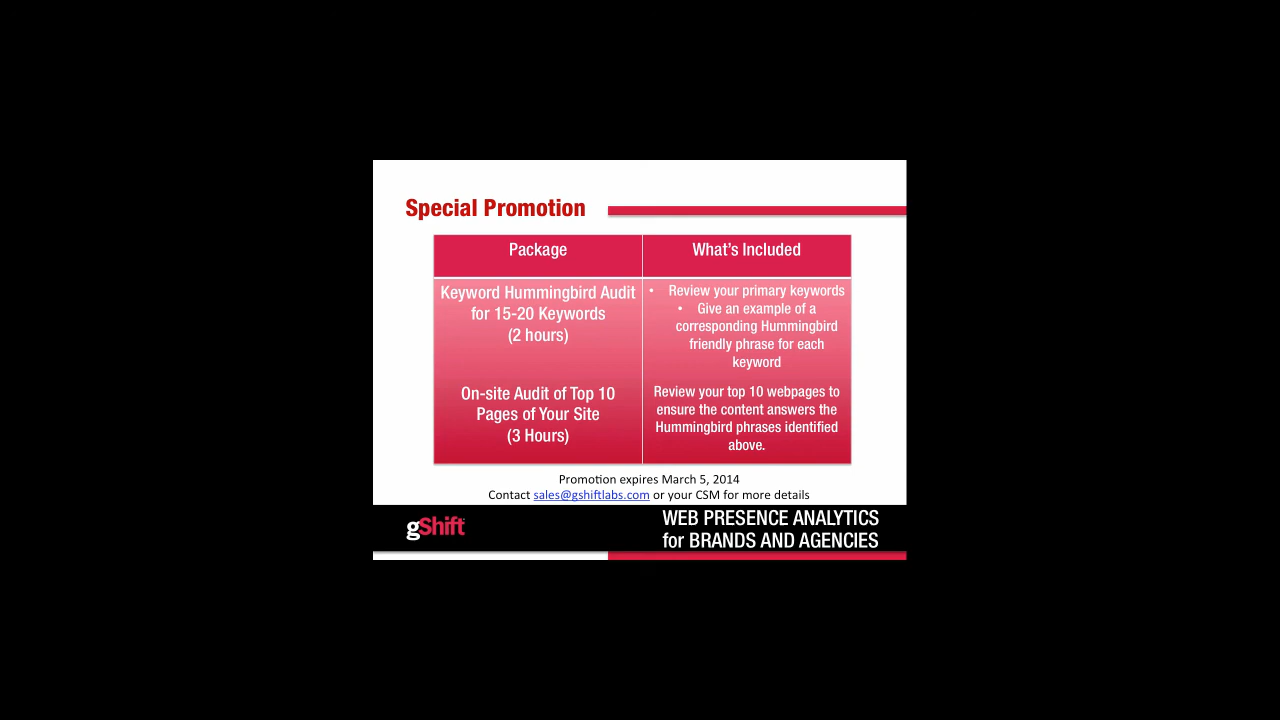 Special Promotion
Package
What's Included
Keyword Hummingbird Audit
for 15-20 Keywords
(2 hours)
• Review your primary keywords
• Give an example of a
corresponding Hummingbird
friendly phrase for each
keyword
On-site Audit of Top 10
Pages of Your Site
(3 Hours)
Review your top 10 webpages to
ensure the content answers the
Hummingbird phrases identified
above.
Promotion expires March 5, 2014
Contact sales@gshiftlabs.com or your CSM for more details
gShift
WEB PRESENCE ANALYTICS
for BRANDS AND AGENCIES